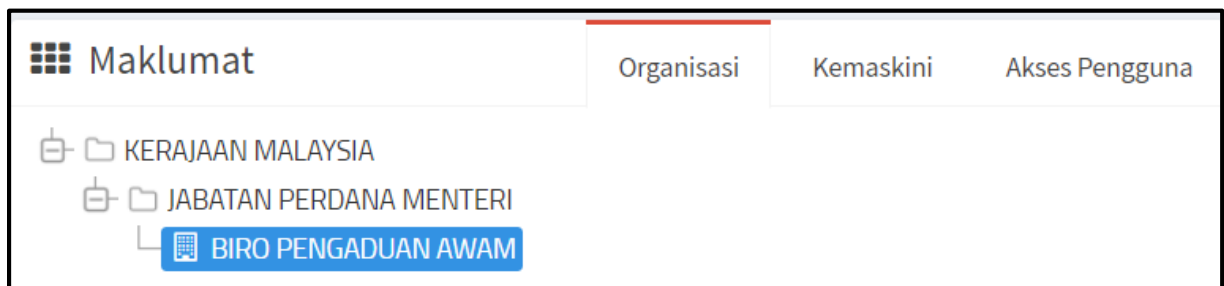 Maklumat Organisasi Kemaskini Akses Pengguna
KERAJAAN MALAYSIA
JABATAN PERDANA MENTERI
BIRO PENGADUAN AWAM